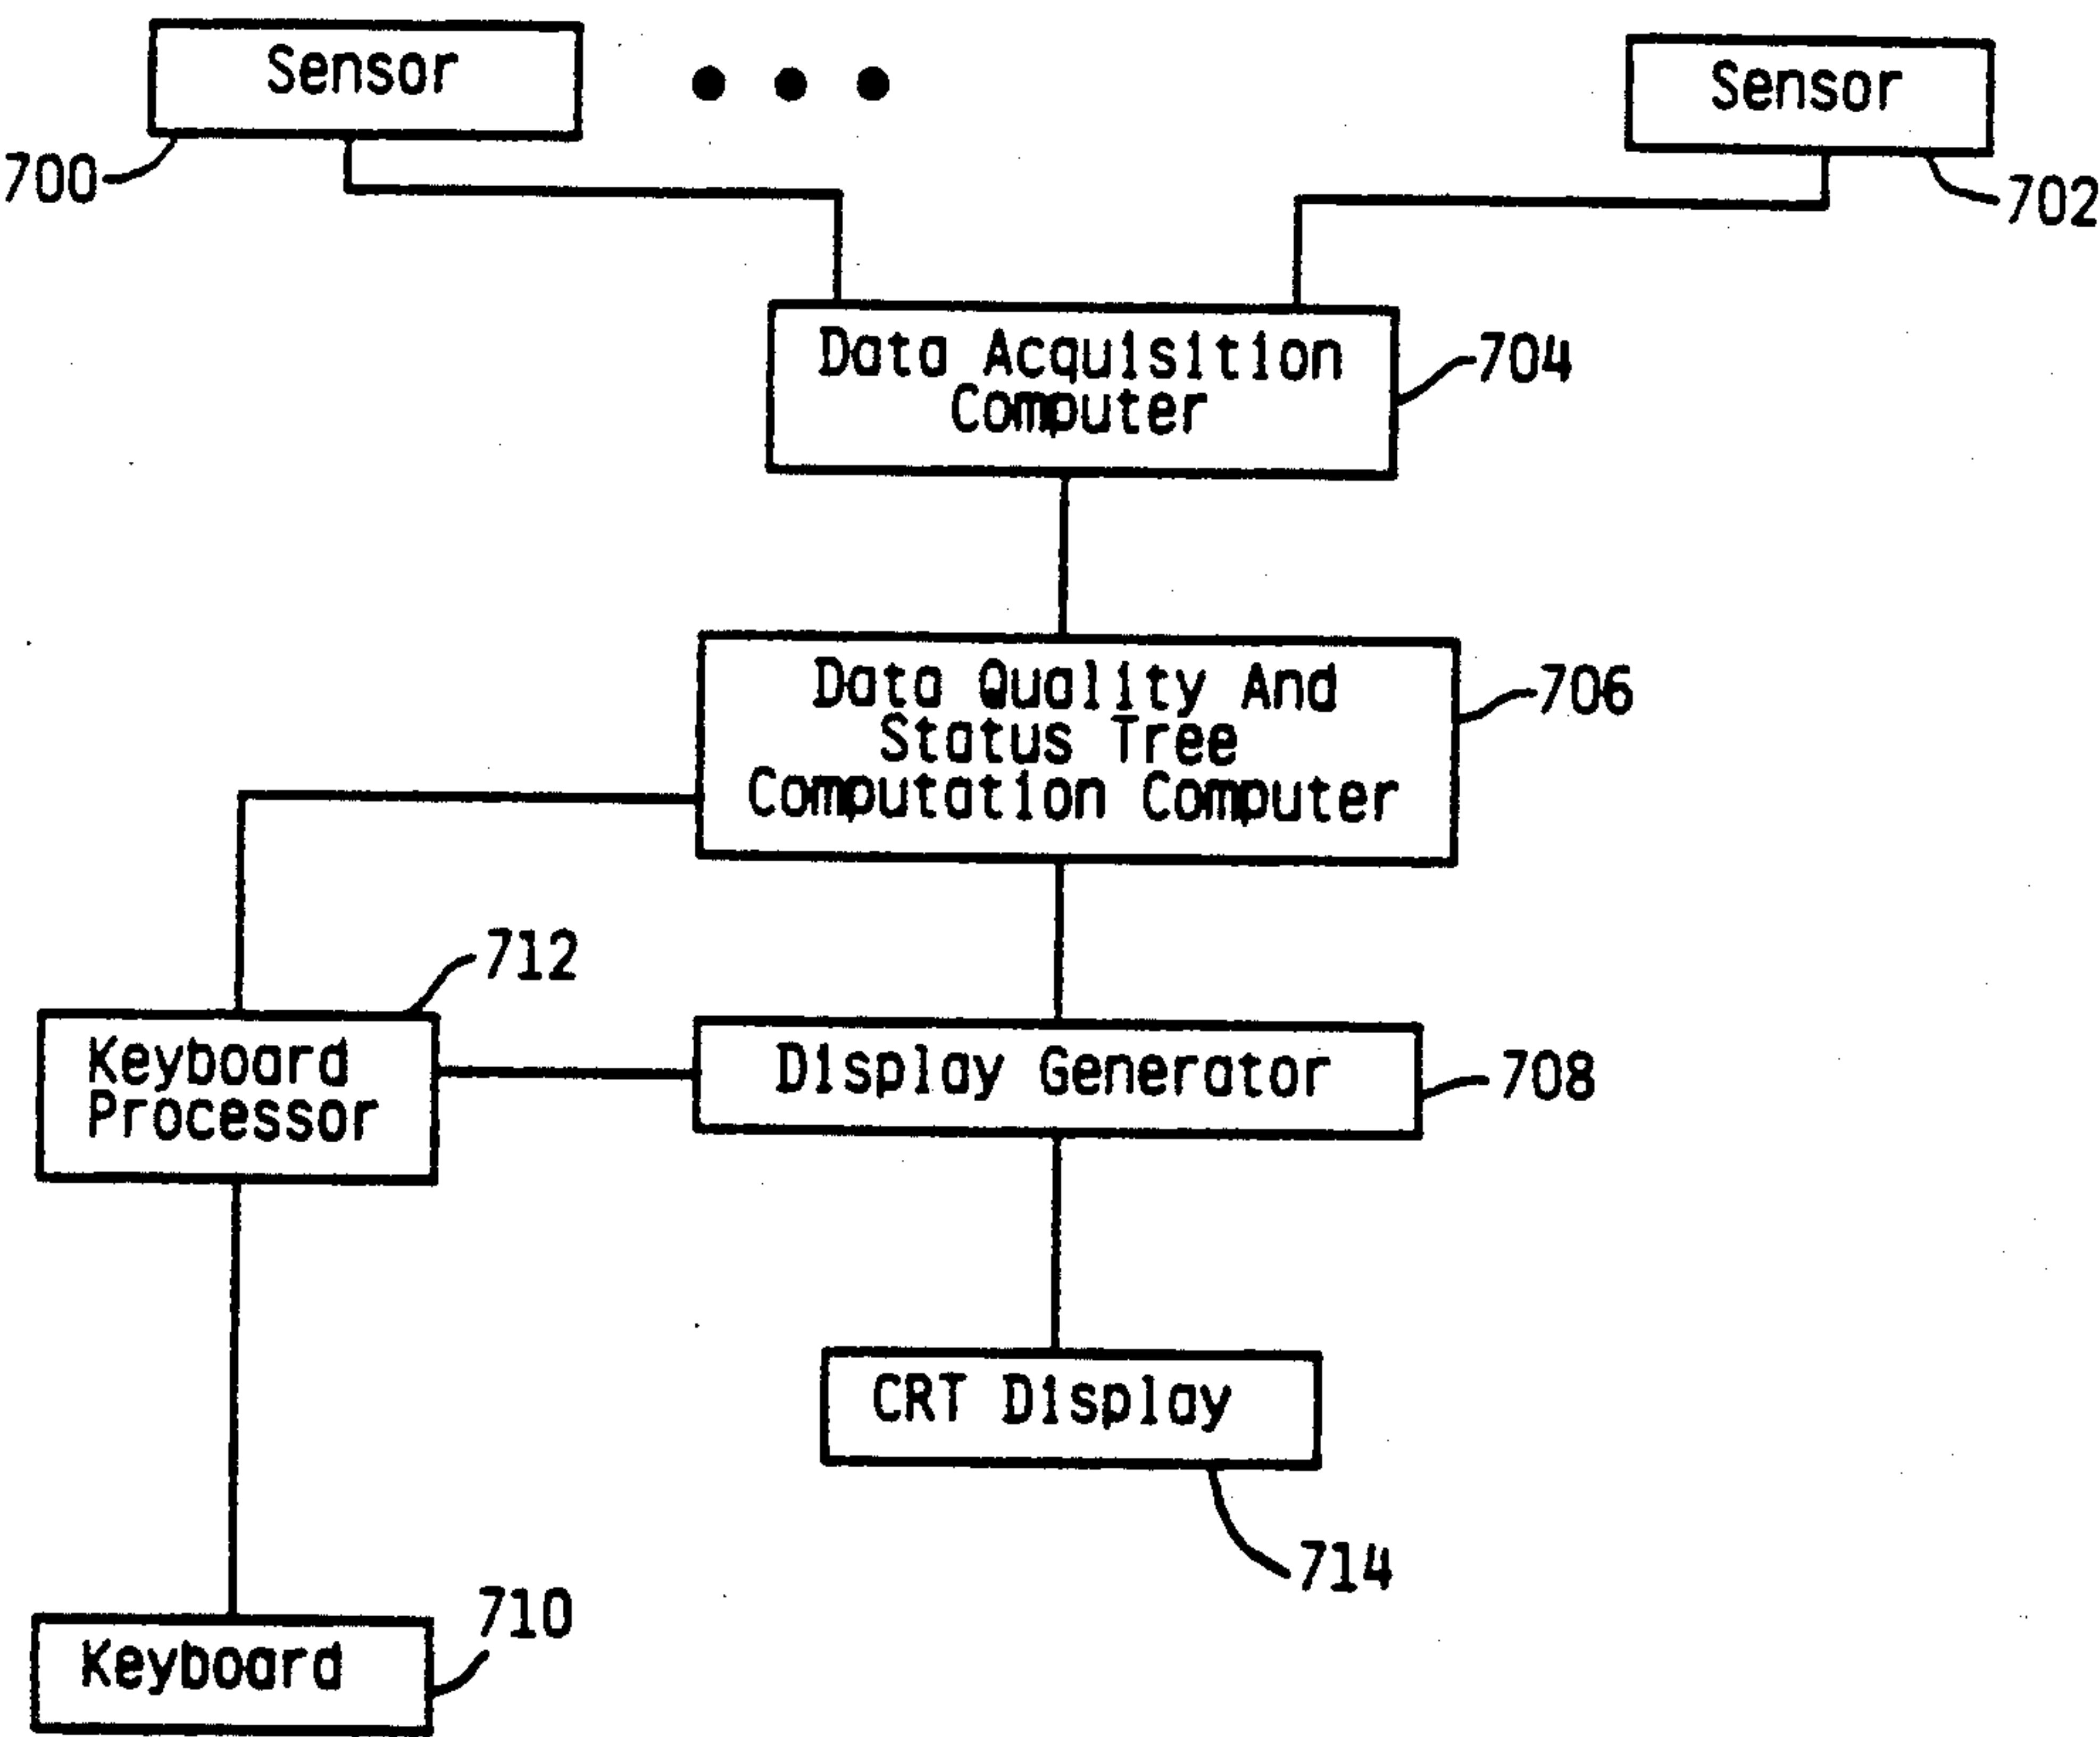 Sensor
Sensor
700
702
Data Acquisition
Computer
704
Data Quality And
Status Tree
Computation Computer
706
712
Keyboard
Processor
Display Generator
708
CRT Display
714
710
Keyboard